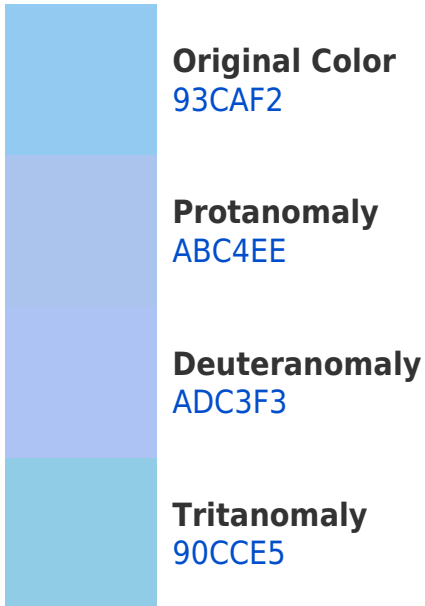 Original Color
93CAF2
Protanomaly
ABC4EE
Deuteranomaly
ADC3F3
Tritanomaly
90CCE5